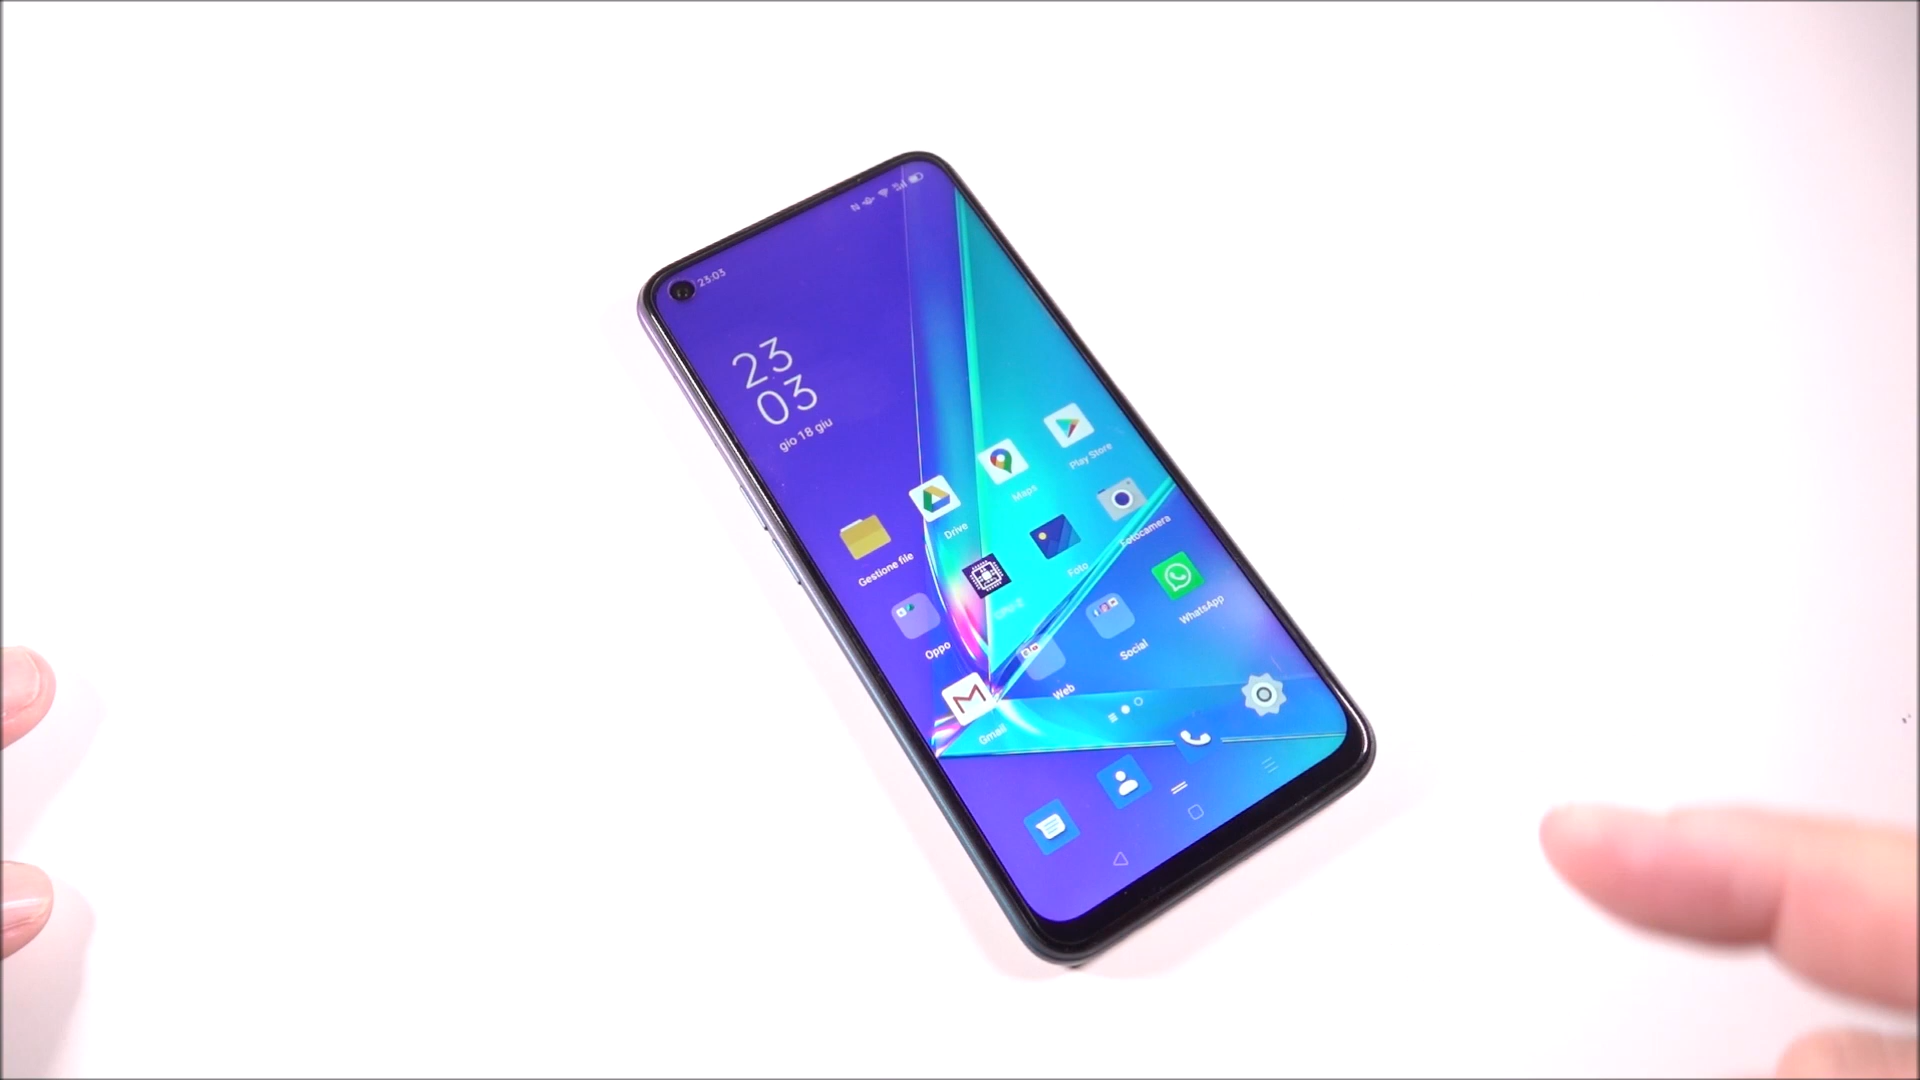 23:03
23
03
gio 18 giu
Gestione file
Drive
Maps
Play Store
Oppo
CPU-Z
Foto
Fotocamera
Gmail
Web
Social
WhatsApp